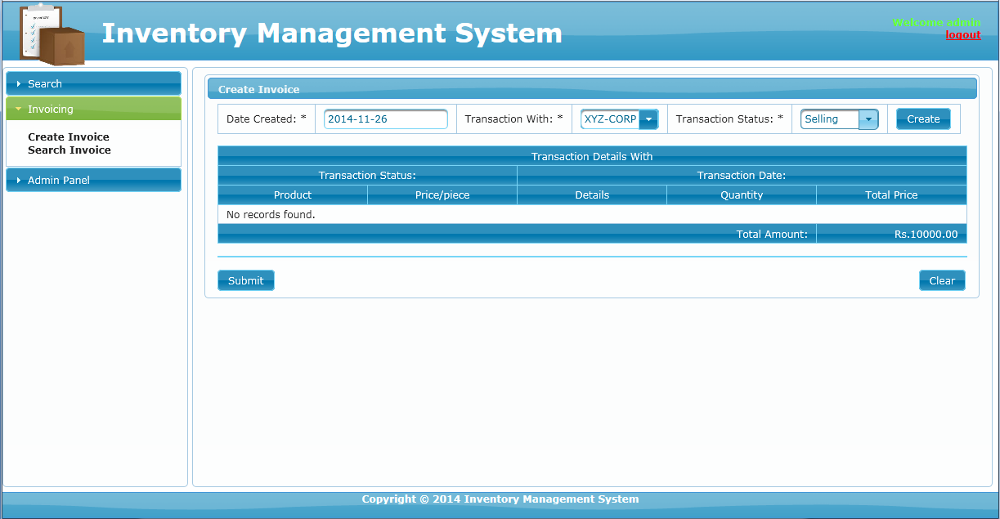 INVENTORY
Inventory Management System
Welcome admin
logout
Search
Invoicing
Create Invoice
Search Invoice
Admin Panel
Create Invoice
Date Created: * 2014-11-26 Transaction With: * XYZ-CORP Transaction Status: * Selling Create
Transaction Details With
Transaction Status: Transaction Date:
Product Price/piece Details Quantity Total Price
No records found.
Total Amount: Rs.10000.00
Submit Clear
Copyright © 2014 Inventory Management System